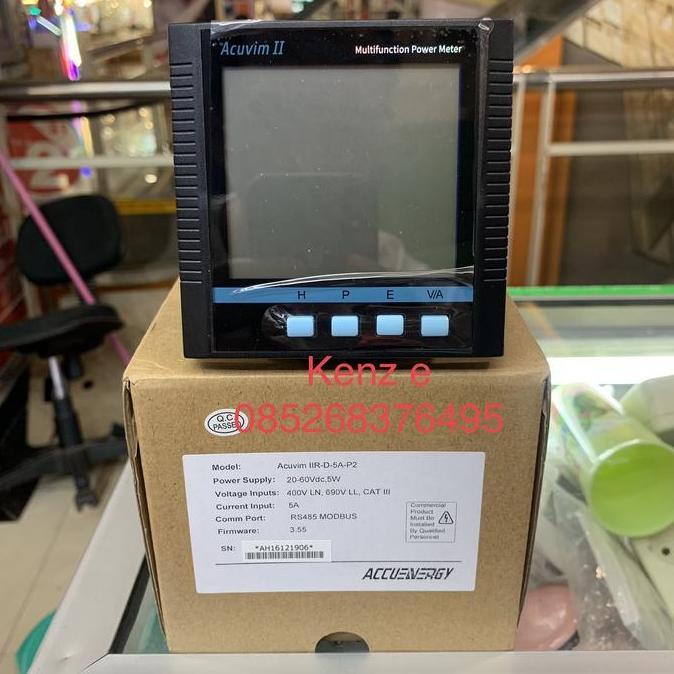 Acuvim II Multifunction Power Meter
H P E V/A
Kenz e
085268376495
Q.C
PASSED
Model: Acuvim IIR-D-5A-P2
Power Supply: 20-60Vdc,5W
Voltage Inputs: 400V LN, 690V LL, CAT III
Current Input: 5A
Comm Port: RS485 MODBUS
Firmware: 3.55
SN: *AH16121906*
Commercial
Product
Must be
Installed
By Qualified
Personnel
ACCUENERGY